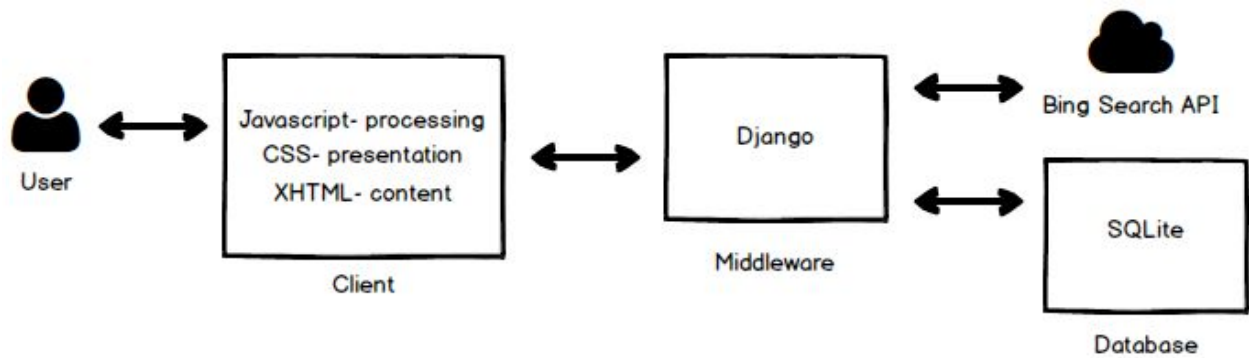 User
Javascript- processing
CSS- presentation
XHTML- content
Client
Django
Middleware
Bing Search API
SQLite
Database